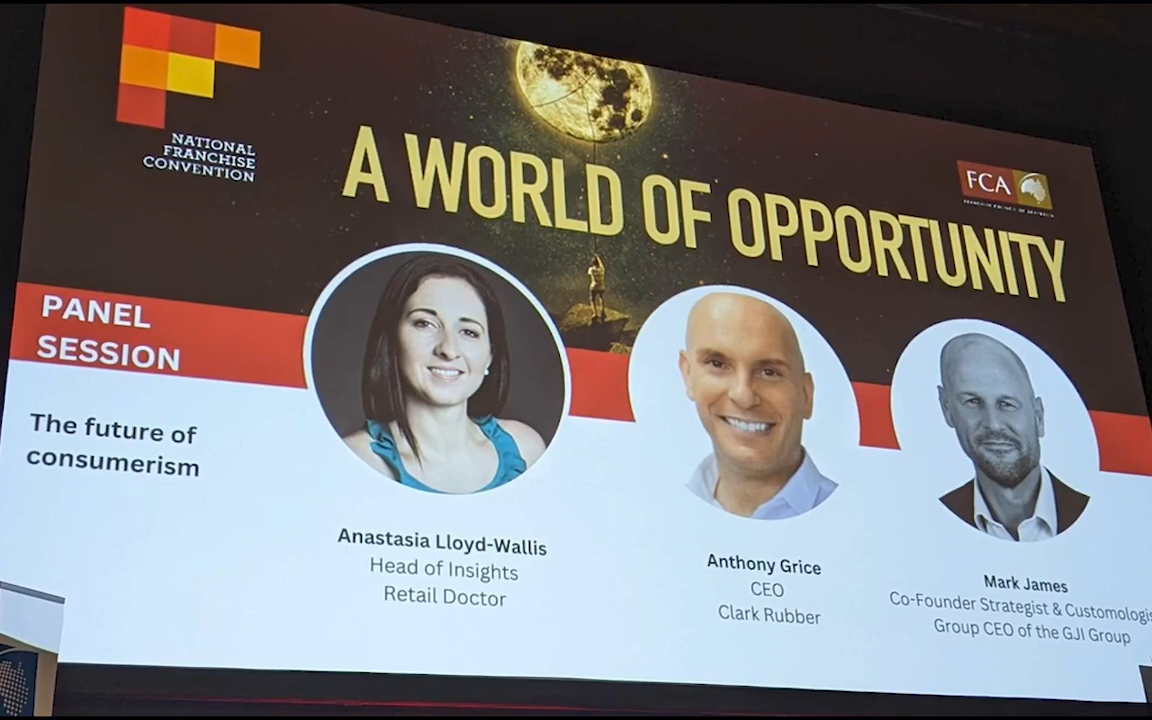 NATIONAL
FRANCHISE
CONVENTION
A WORLD OF OPPORTUNITY
FCA
PANEL
SESSION
The future of
consumerism
Anastasia Lloyd-Wallis
Head of Insights
Retail Doctor
Anthony Grice
CEO
Clark Rubber
Mark James
Co-Founder Strategist & Customologis
Group CEO of the GJI Group